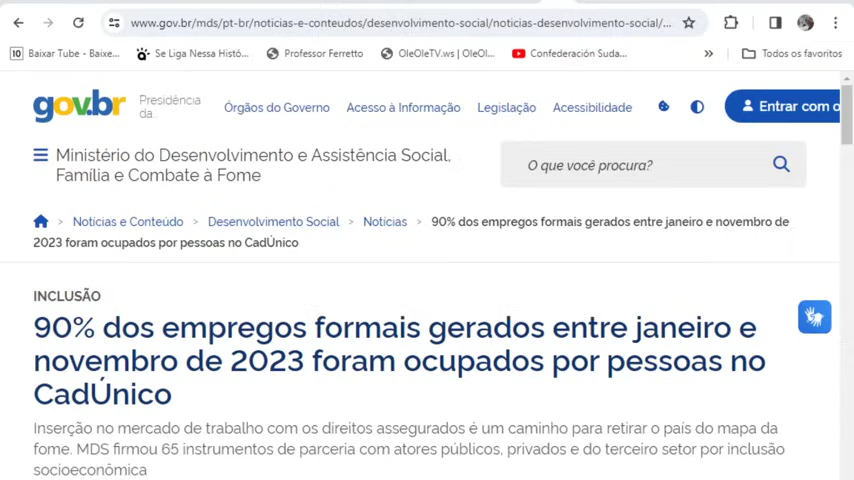 www.gov.br/mds/pt-br/noticias-e-conteudos/desenvolvimento-social/noticias-desenvolvimento-social/...
10 Baixar Tube - Baixe... Se Liga Nessa Histó... Professor Ferretto OleOleTV.ws | OleOl... Confederación Suda... » Todos os favoritos
gov.br Presidência da... Órgãos do Governo Acesso à Informação Legislação Acessibilidade Entrar com o
Ministério do Desenvolvimento e Assistência Social,
Família e Combate à Fome
O que você procura?
> Notícias e Conteúdo > Desenvolvimento Social > Notícias > 90% dos empregos formais gerados entre janeiro e novembro de
2023 foram ocupados por pessoas no CadÚnico
INCLUSÃO
90% dos empregos formais gerados entre janeiro e
novembro de 2023 foram ocupados por pessoas no
CadÚnico
Inserção no mercado de trabalho com os direitos assegurados é um caminho para retirar o país do mapa da
fome. MDS firmou 65 instrumentos de parceria com atores públicos, privados e do terceiro setor por inclusão
socioeconômica